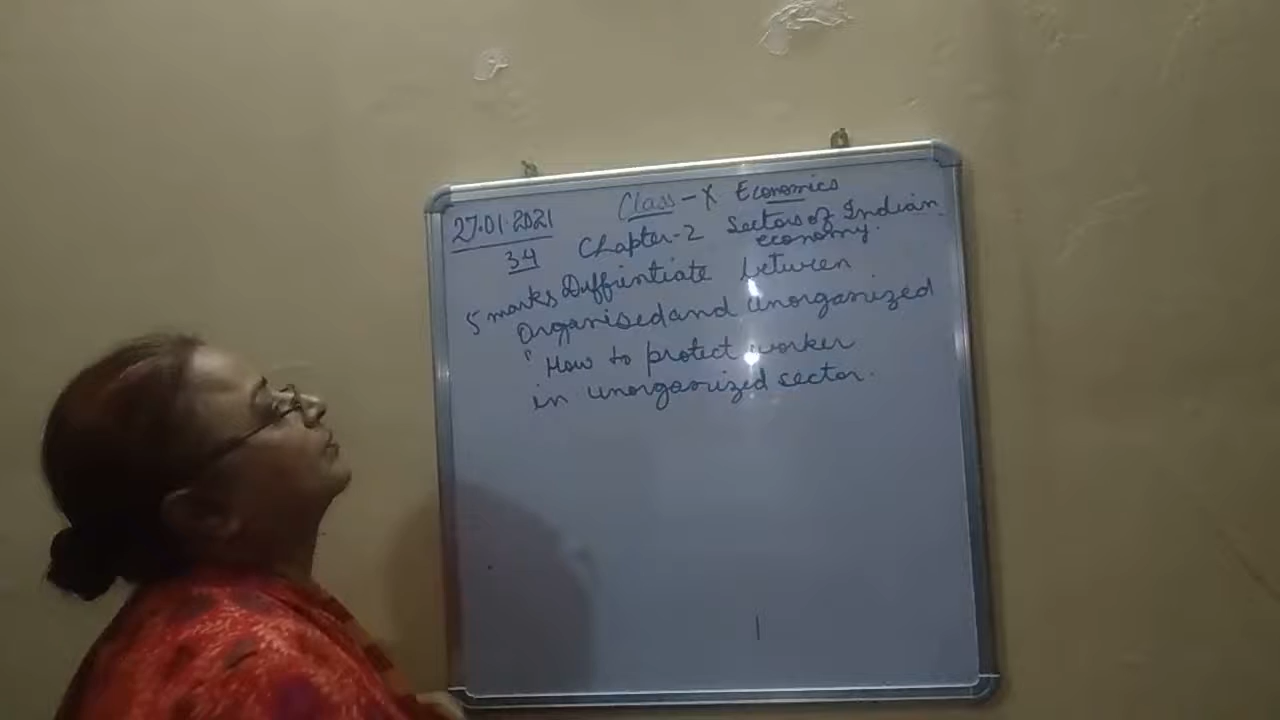 Class - X Economics
27.01.2021
Chapter-2 Sectors of Indian economy.
34
5 marks Diffrintiate between
Organised and unorganized
" How to protect worker
in unorganized sector.